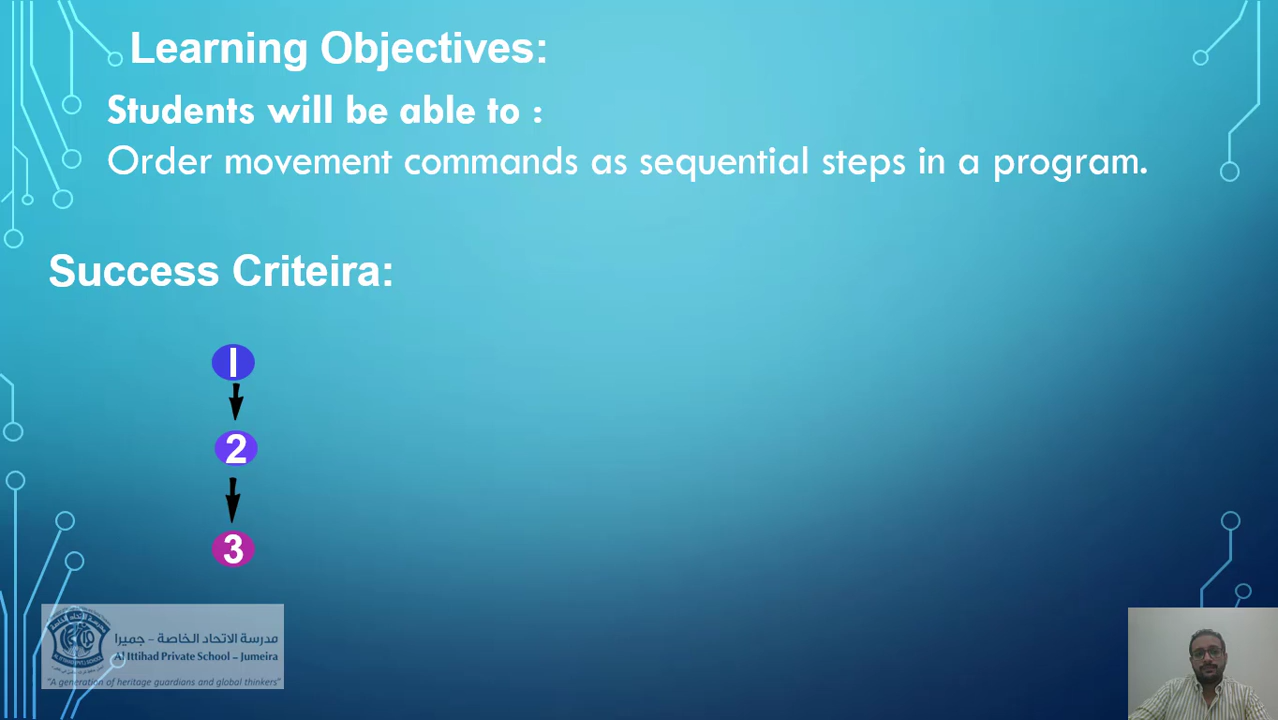 Learning Objectives:
Students will be able to :
Order movement commands as sequential steps in a program.
Success Criteira:
1
2
3
مدرسة الاتحاد الخاصة - جميرا
Al Ittihad Private School – Jumeira
"A generation of heritage guardians and global thinkers"